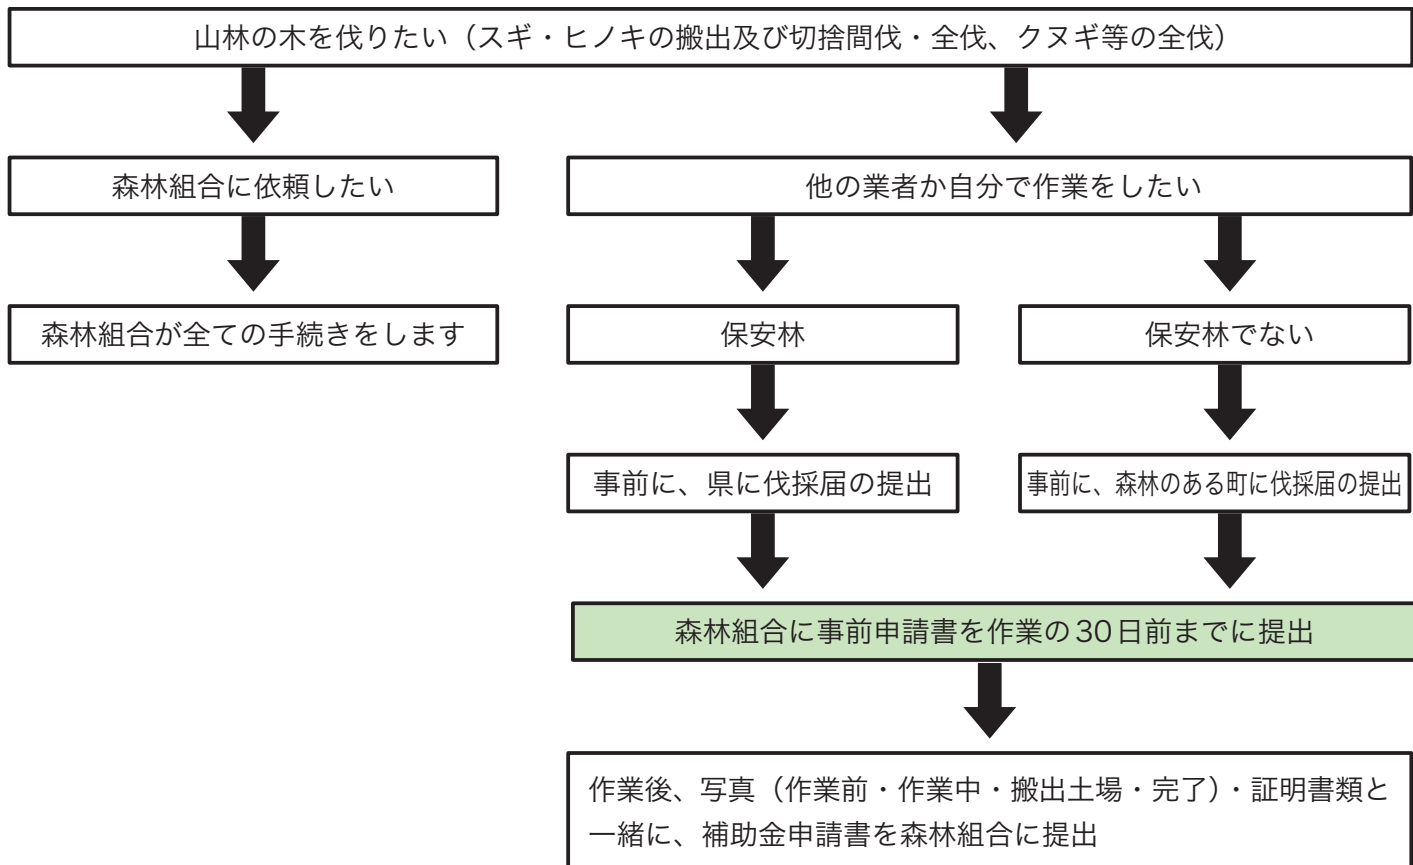 山林の木を伐りたい（スギ・ヒノキの搬出及び切捨間伐・全伐、クヌギ等の全伐）
森林組合に依頼したい
他の業者か自分で作業をしたい
森林組合が全ての手続きをします
保安林
保安林でない
事前に、県に伐採届の提出
事前に、森林のある町に伐採届の提出
森林組合に事前申請書を作業の30日前までに提出
作業後、写真（作業前・作業中・搬出土場・完了）・証明書類と
一緒に、補助金申請書を森林組合に提出